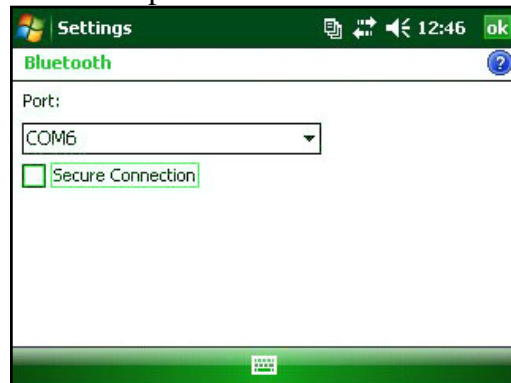 Settings 12:46 ok
Bluetooth ?
Port:
COM6
Secure Connection